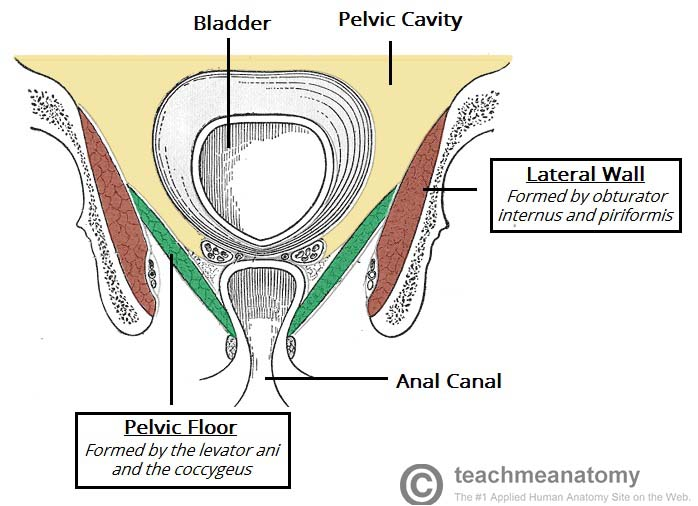 Bladder
Pelvic Cavity
Lateral Wall
Formed by obturator
internus and piriformis
Anal Canal
Pelvic Floor
Formed by the levator ani
and the coccygeus
© teachmeanatomy
The #1 Applied Human Anatomy Site on the Web.